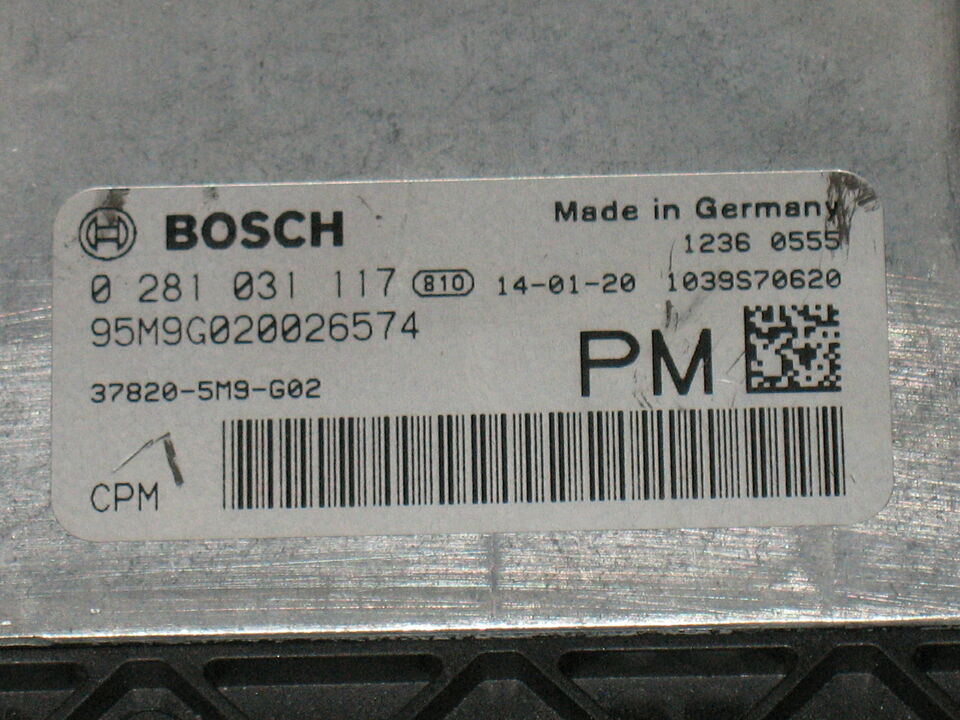 BOSCH
Made in Germany
1236 0555
0 281 031 117 810 14-01-20 1039S70620
95M9G020026574
PM
37820-5M9-G02
CPM